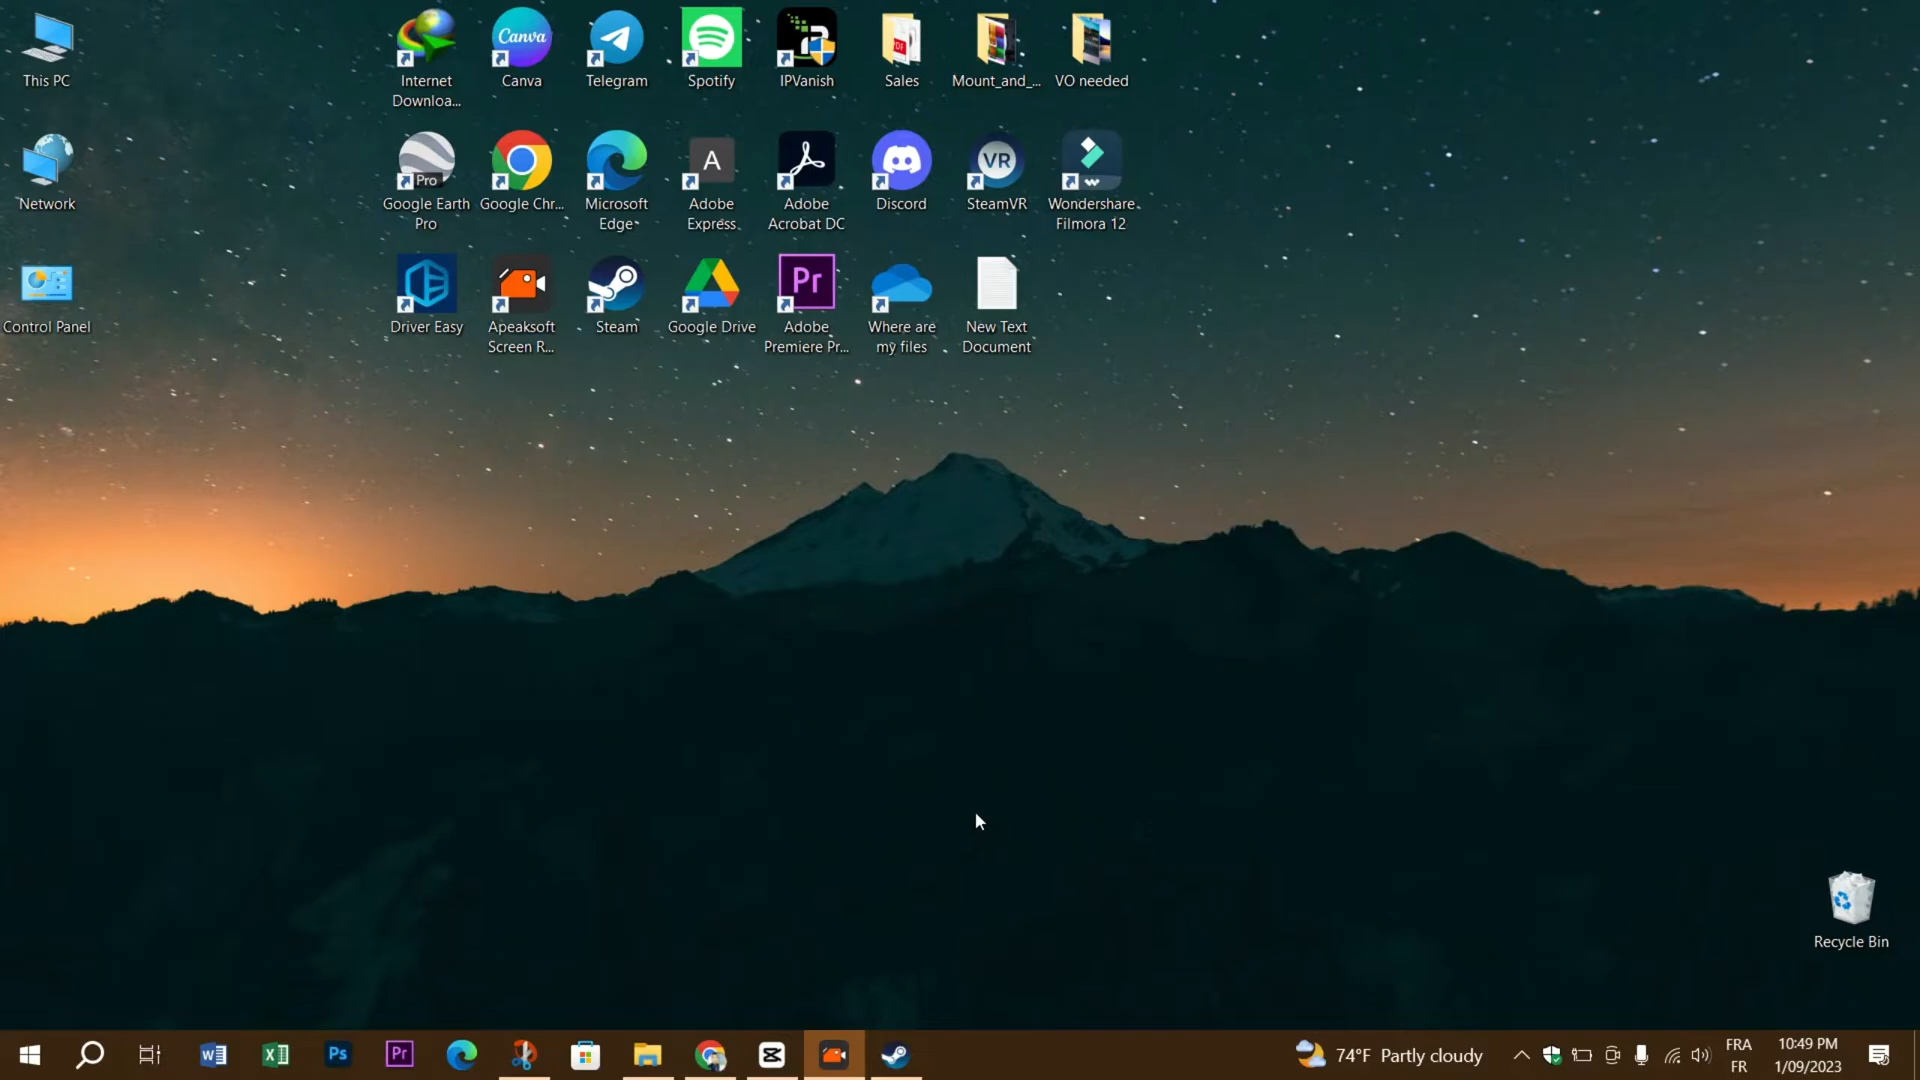 This PC
Internet
Downloa...
Canva
Canva
Telegram
Spotify
IPVanish
Sales
Mount_and_...
VO needed
Network
Pro
Google Earth
Pro
Google Chr...
Microsoft
Edge
A
Adobe
Express
Adobe
Acrobat DC
Discord
VR
SteamVR
Wondershare
Filmora 12
Control Panel
Driver Easy
Apeaksoft
Screen R...
Steam
Google Drive
Pr
Adobe
Premiere Pr...
Where are
my files
New Text
Document
PDF
Recycle Bin
W
X
Ps
Pr
74°F Partly cloudy
FRA
FR
10:49 PM
1/09/2023